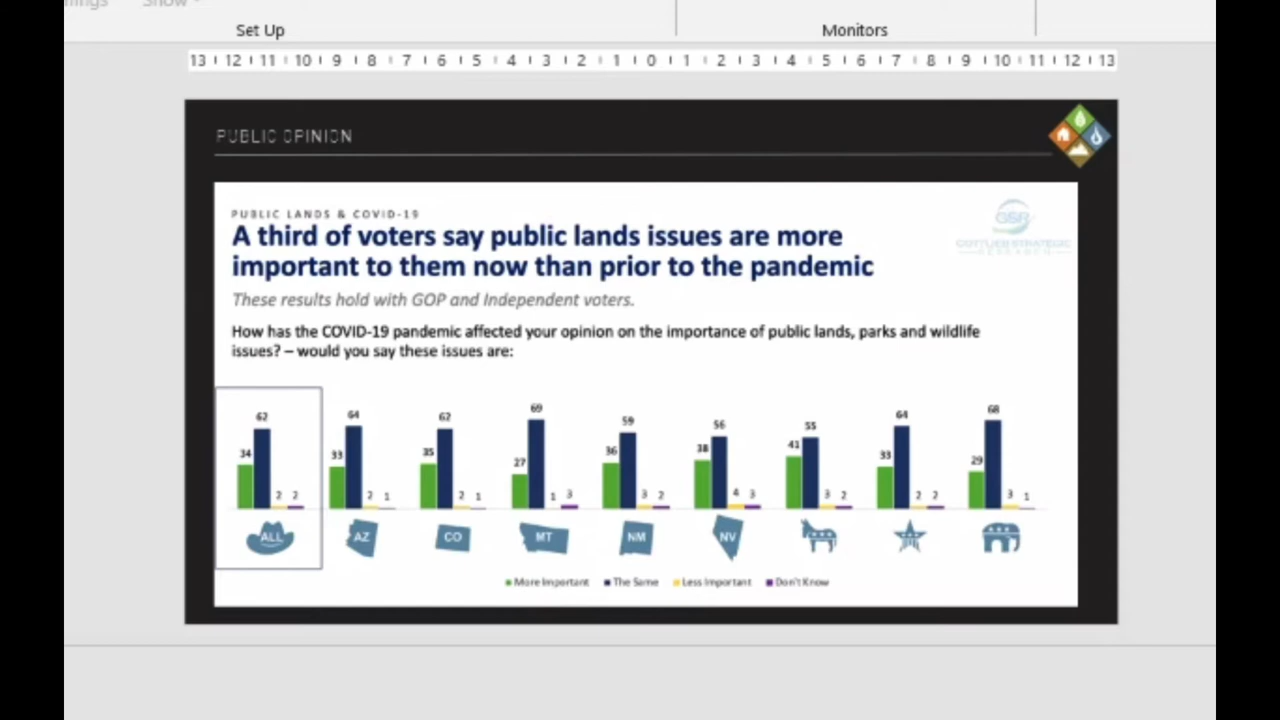 Show
Set Up
Monitors
13 12 11 10 9 8 7 6 5 4 3 2 1 0 1 2 3 4 5 6 7 8 9 10 11 12 13
PUBLIC OPINION
PUBLIC LANDS & COVID-19
A third of voters say public lands issues are more
important to them now than prior to the pandemic
GSR
GOTTLIEB STRATEGIC
RESEARCH
These results hold with GOP and Independent voters.
How has the COVID-19 pandemic affected your opinion on the importance of public lands, parks and wildlife
issues? – would you say these issues are:
34 62 2 2 33 64 2 1 35 62 2 1 27 69 1 3 36 59 3 2 38 56 4 3 41 55 3 2 33 64 2 2 29 68 3 1
ALL AZ CO MT NM NV
More Important The Same Less Important Don't Know